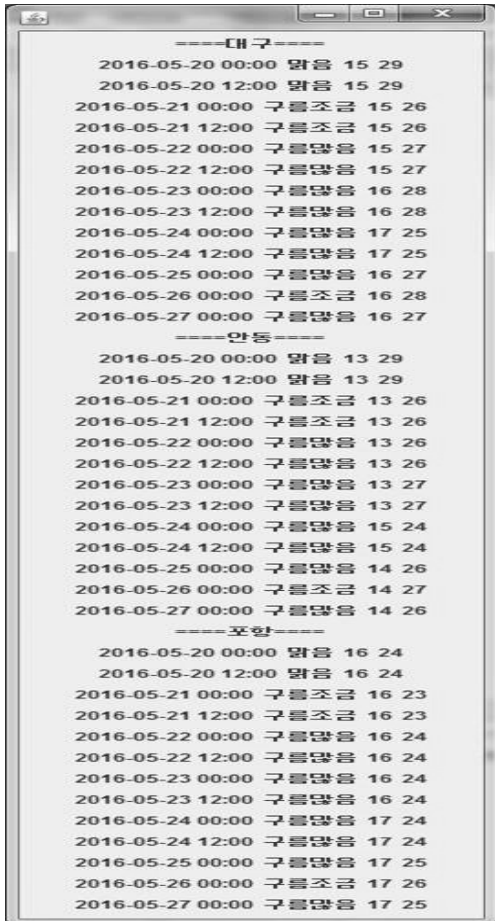 ====대구====
2016-05-20 00:00 맑음 15 29
2016-05-20 12:00 맑음 15 29
2016-05-21 00:00 구름조금 15 26
2016-05-21 12:00 구름조금 15 26
2016-05-22 00:00 구름많음 15 27
2016-05-22 12:00 구름많음 15 27
2016-05-23 00:00 구름많음 16 28
2016-05-23 12:00 구름많음 16 28
2016-05-24 00:00 구름많음 17 25
2016-05-24 12:00 구름많음 17 25
2016-05-25 00:00 구름많음 16 27
2016-05-26 00:00 구름조금 16 28
2016-05-27 00:00 구름많음 16 27
====안동====
2016-05-20 00:00 맑음 13 29
2016-05-20 12:00 맑음 13 29
2016-05-21 00:00 구름조금 13 26
2016-05-21 12:00 구름조금 13 26
2016-05-22 00:00 구름많음 13 26
2016-05-22 12:00 구름많음 13 26
2016-05-23 00:00 구름많음 13 27
2016-05-23 12:00 구름많음 13 27
2016-05-24 00:00 구름많음 15 24
2016-05-24 12:00 구름많음 15 24
2016-05-25 00:00 구름많음 14 26
2016-05-26 00:00 구름조금 14 27
2016-05-27 00:00 구름많음 14 26
====포항====
2016-05-20 00:00 맑음 16 24
2016-05-20 12:00 맑음 16 24
2016-05-21 00:00 구름조금 16 23
2016-05-21 12:00 구름조금 16 23
2016-05-22 00:00 구름많음 16 24
2016-05-22 12:00 구름많음 16 24
2016-05-23 00:00 구름많음 16 24
2016-05-23 12:00 구름많음 16 24
2016-05-24 00:00 구름많음 17 24
2016-05-24 12:00 구름많음 17 24
2016-05-25 00:00 구름많음 17 25
2016-05-26 00:00 구름조금 17 26
2016-05-27 00:00 구름많음 17 25